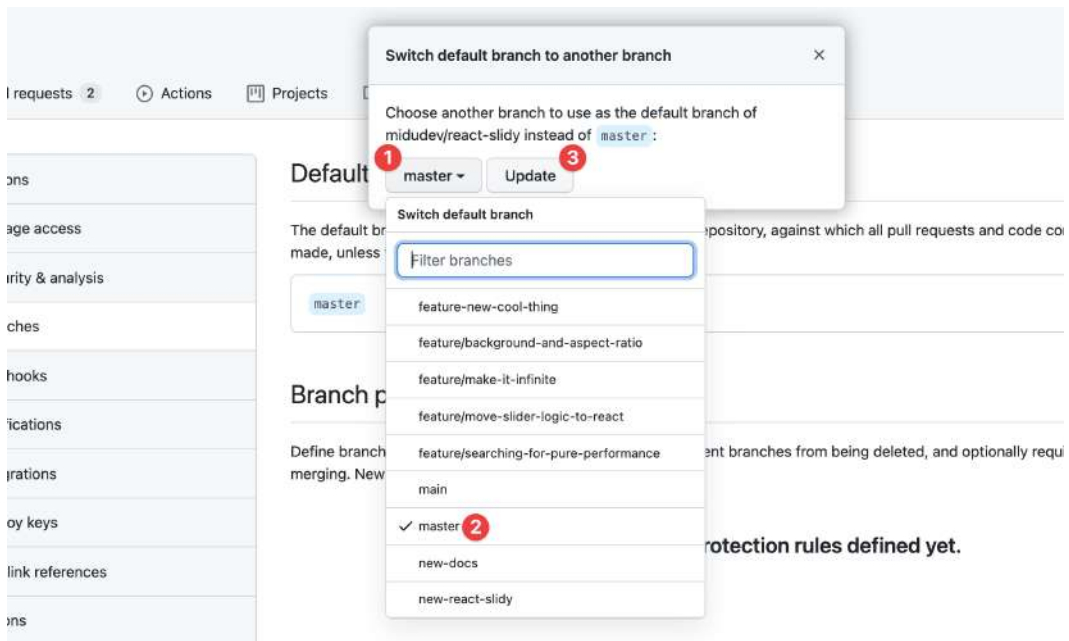 Switch default branch to another branch ×
requests 2 Actions Projects
Choose another branch to use as the default branch of
midudev/react-slidy instead of master :
1 3
Default master Update
ons
Switch default branch
age access
The default br epository, against which all pull requests and code co
made, unless
Filter branches
rity & analysis
master
feature-new-cool-thing
ches
feature/background-and-aspect-ratio
hooks
feature/make-it-infinite
Branch p
feature/move-slider-logic-to-react
fications
Define branch ent branches from being deleted, and optionally requi
feature/searching-for-pure-performance
grations
merging. New
main
oy keys
master 2
rotection rules defined yet.
new-docs
link references
new-react-slidy
ons